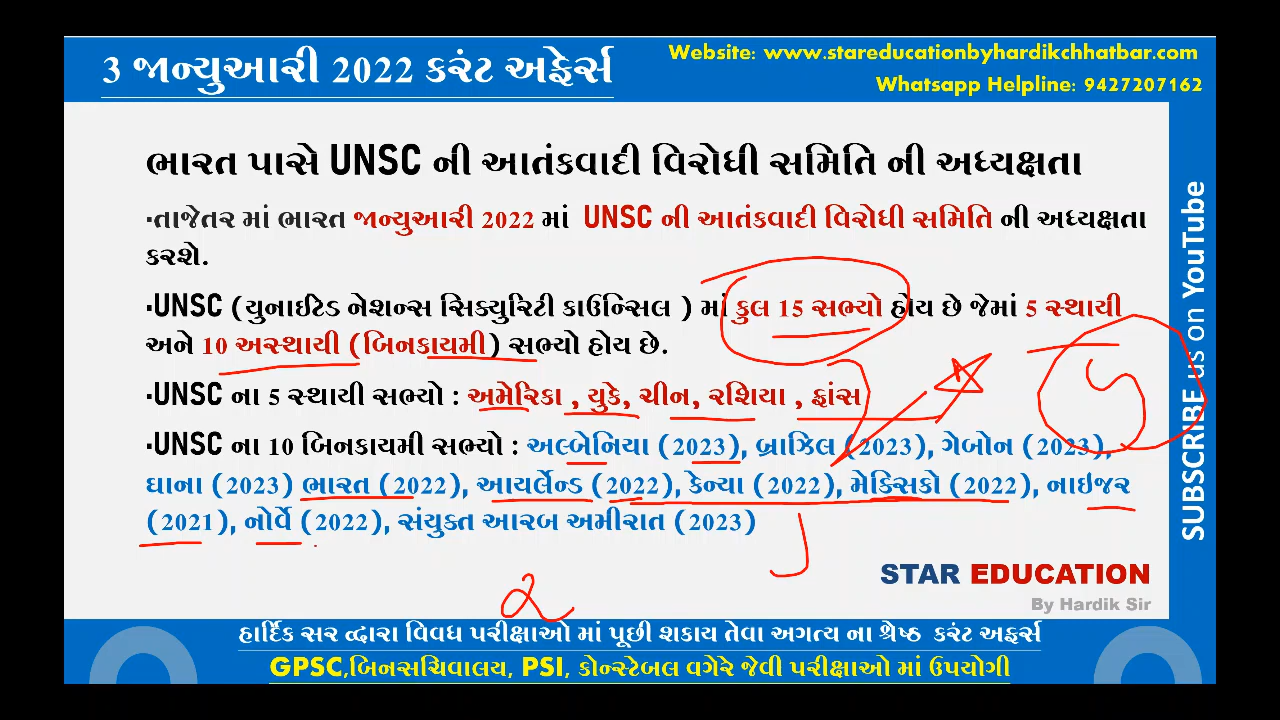 3 જાન્યુઆરી 2022 કરંટ અફેર્સ
Website: www.stareducationbyhardikchhatbar.com
Whatsapp Helpline: 9427207162
ભારત પાસે UNSC ની આતંકવાદી વિરોધી સમિતિ ની અધ્યક્ષતા
▪તાજેતર માં ભારત જાન્યુઆરી 2022 માં UNSC ની આતંકવાદી વિરોધી સમિતિ ની અધ્યક્ષતા
કરશે.
▪UNSC (યુનાઈટેડ નેશન્સ સિક્યુરિટી કાઉન્સિલ ) માં કુલ 15 સભ્યો હોય છે જેમાં 5 સ્થાયી
અને 10 અસ્થાયી (બિનકાયમી) સભ્યો હોય છે.
▪UNSC ના 5 સ્થાયી સભ્યો : અમેરિકા , યુકે, ચીન, રશિયા , ફ્રાંસ
▪UNSC ના 10 બિનકાયમી સભ્યો : અલ્બેનિયા (2023), બ્રાઝિલ (2023), ગેબોન (2023),
ઘાના (2023) ભારત (2022), આયર્લેન્ડ (2022), કેન્યા (2022), મેક્સિકો (2022), નાઇજર
(2021), નોર્વે (2022), સંયુક્ત આરબ અમીરાત (2023)
5
2
STAR EDUCATION
By Hardik Sir
SUBSCRIBE us on YouTube
હાર્દિક સર દ્વારા વિવધ પરીક્ષાઓ માં પૂછી શકાય તેવા અગત્ય ના શ્રેષ્ઠ કરંટ અફર્સ
GPSC,બિનસચિવાલય, PSI, કોન્સ્ટેબલ વગેરે જેવી પરીક્ષાઓ માં ઉપયોગી